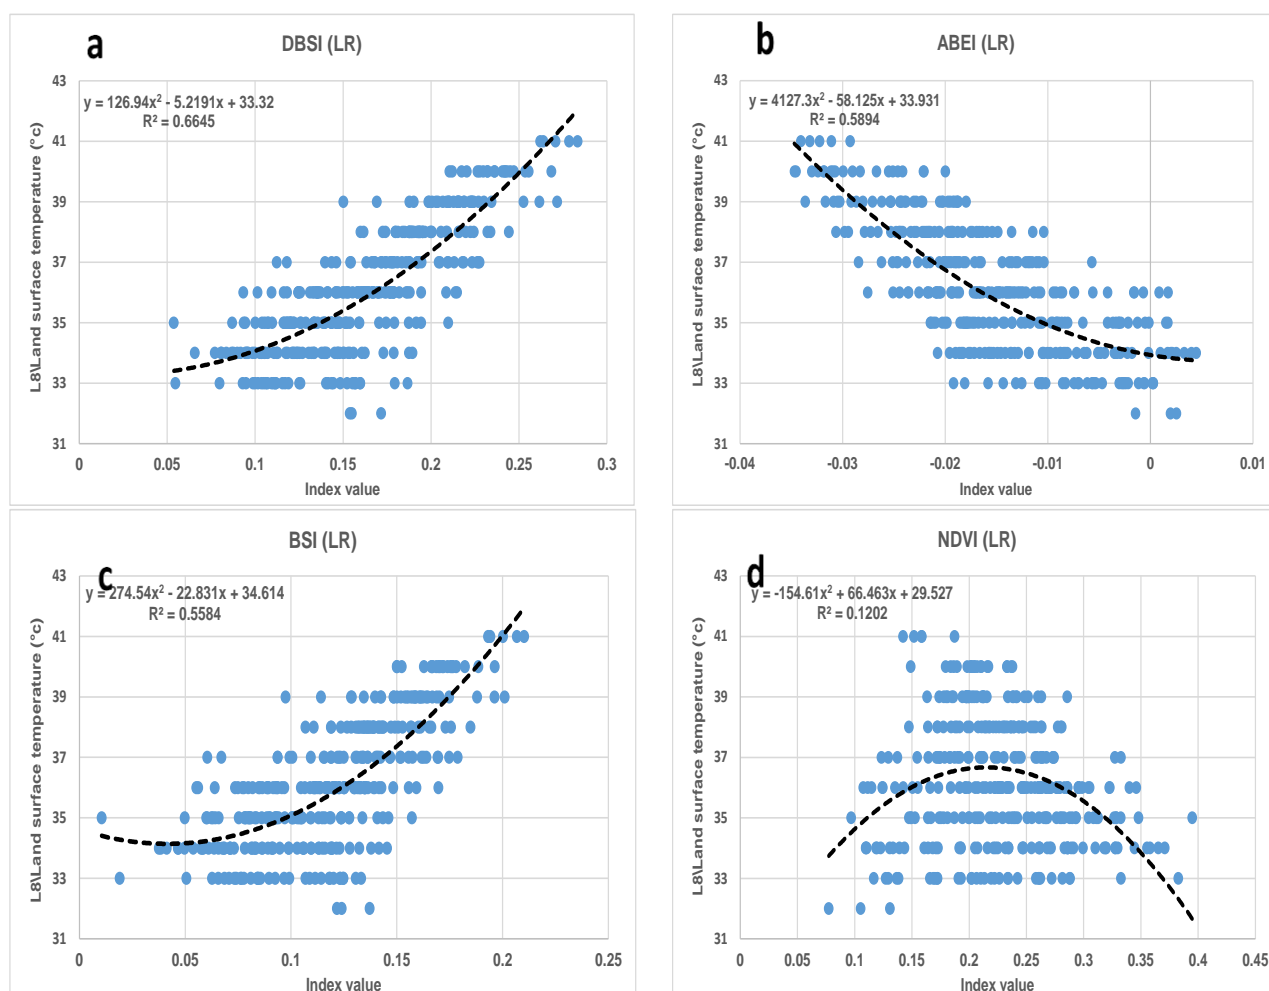 a
DBSI (LR)
y = 126.94x² - 5.2191x + 33.32
R² = 0.6645
L8\Land surface temperature (°c)
43
41
39
37
35
33
31
0 0.05 0.1 0.15 0.2 0.25 0.3
Index value
b
ABEI (LR)
y = 4127.3x² - 58.125x + 33.931
R² = 0.5894
L8\Land surface temperature (°c)
43
41
39
37
35
33
31
-0.04 -0.03 -0.02 -0.01 0 0.01
Index value
c
BSI (LR)
y = 274.54x² - 22.831x + 34.614
R² = 0.5584
L8\Land surface temperature (°c)
43
41
39
37
35
33
31
0 0.05 0.1 0.15 0.2 0.25
Index value
d
NDVI (LR)
y = -154.61x² + 66.463x + 29.527
R² = 0.1202
L8\Land surface temperature (°c)
43
41
39
37
35
33
31
0 0.05 0.1 0.15 0.2 0.25 0.3 0.35 0.4 0.45
Index value